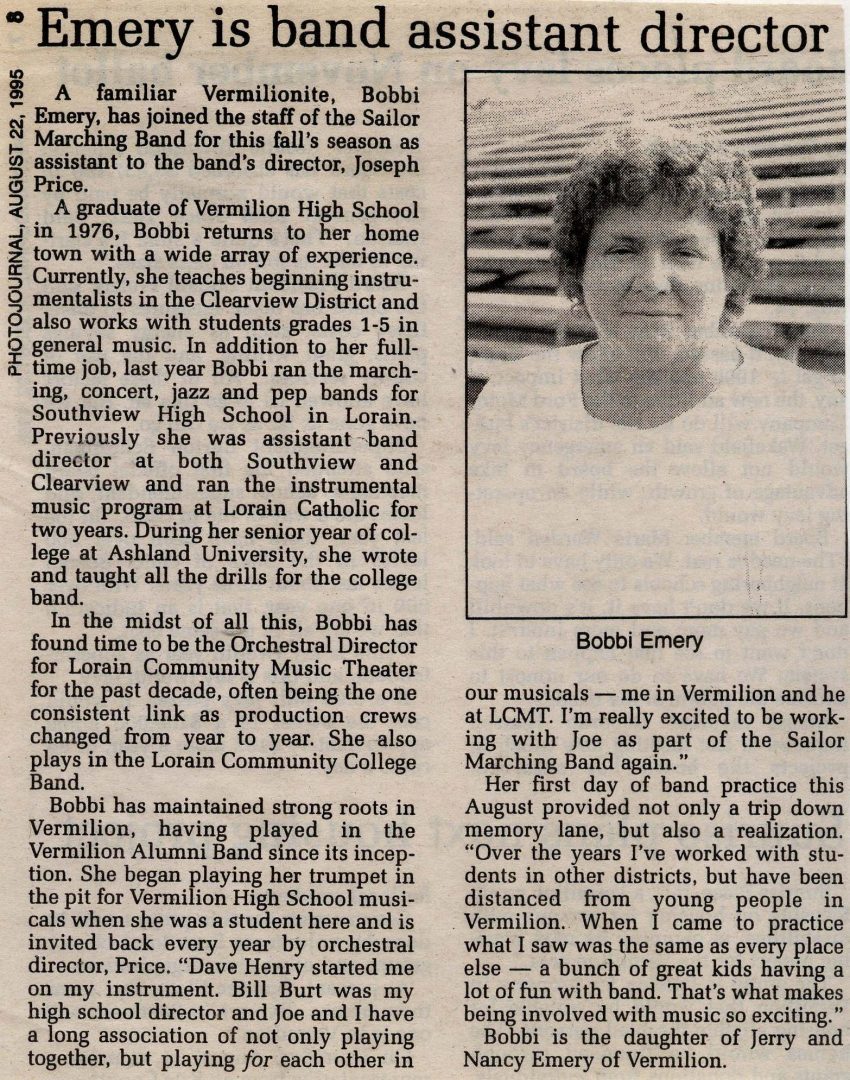 8
PHOTOJOURNAL, AUGUST 22, 1995
Emery is band assistant director
A familiar Vermilionite, Bobbi
Emery, has joined the staff of the Sailor
Marching Band for this fall's season as
assistant to the band's director, Joseph
Price.
A graduate of Vermilion High School
in 1976, Bobbi returns to her home
town with a wide array of experience.
Currently, she teaches beginning instru-
mentalists in the Clearview District and
also works with students grades 1-5 in
general music. In addition to her full-
time job, last year Bobbi ran the march-
ing, concert, jazz and pep bands for
Southview High School in Lorain.
Previously she was assistant band
director at both Southview and
Clearview and ran the instrumental
music program at Lorain Catholic for
two years. During her senior year of col-
lege at Ashland University, she wrote
and taught all the drills for the college
band.
In the midst of all this, Bobbi has
found time to be the Orchestral Director
for Lorain Community Music Theater
for the past decade, often being the one
consistent link as production crews
changed from year to year. She also
plays in the Lorain Community College
Band.
Bobbi has maintained strong roots in
Vermilion, having played in the
Vermilion Alumni Band since its incep-
tion. She began playing her trumpet in
the pit for Vermilion High School musi-
cals when she was a student here and is
invited back every year by orchestral
director, Price. “Dave Henry started me
on my instrument. Bill Burt was my
high school director and Joe and I have
a long association of not only playing
together, but playing for each other in
Bobbi Emery
our musicals — me in Vermilion and he
at LCMT. I'm really excited to be work-
ing with Joe as part of the Sailor
Marching Band again.”
Her first day of band practice this
August provided not only a trip down
memory lane, but also a realization.
“Over the years I've worked with stu-
dents in other districts, but have been
distanced from young people in
Vermilion. When I came to practice
what I saw was the same as every place
else — a bunch of great kids having a
lot of fun with band. That's what makes
being involved with music so exciting.”
Bobbi is the daughter of Jerry and
Nancy Emery of Vermilion.